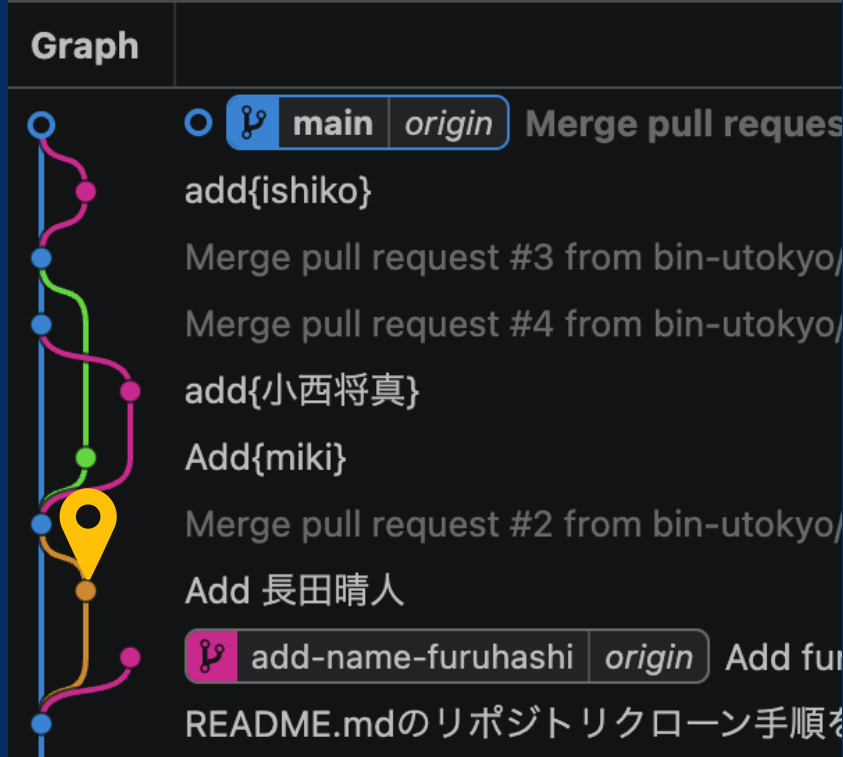 Graph
main origin Merge pull reques
add{ishiko}
Merge pull request #3 from bin-utokyo/
Merge pull request #4 from bin-utokyo/
add{小西将真}
Add{miki}
Merge pull request #2 from bin-utokyo/
Add 長田晴人
add-name-furuhashi origin Add fu
README.mdのリポジトリクローン手順を